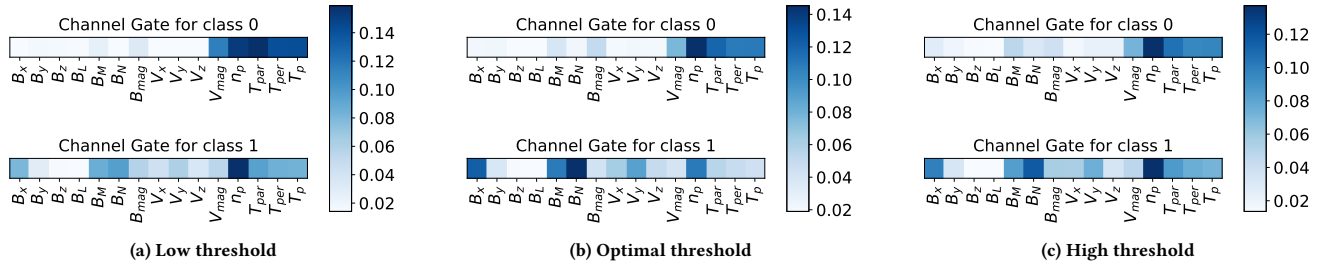 Channel Gate for class 0
B_x B_y B_z B_L B_M B_N B_mag V_x V_y V_z V_mag n_p T_par T_per T_p
Channel Gate for class 1
B_x B_y B_z B_L B_M B_N B_mag V_x V_y V_z V_mag n_p T_par T_per T_p
0.14
0.12
0.10
0.08
0.06
0.04
0.02
(a) Low threshold
Channel Gate for class 0
B_x B_y B_z B_L B_M B_N B_mag V_x V_y V_z V_mag n_p T_par T_per T_p
Channel Gate for class 1
B_x B_y B_z B_L B_M B_N B_mag V_x V_y V_z V_mag n_p T_par T_per T_p
0.14
0.12
0.10
0.08
0.06
0.04
0.02
(b) Optimal threshold
Channel Gate for class 0
B_x B_y B_z B_L B_M B_N B_mag V_x V_y V_z V_mag n_p T_par T_per T_p
Channel Gate for class 1
B_x B_y B_z B_L B_M B_N B_mag V_x V_y V_z V_mag n_p T_par T_per T_p
0.12
0.10
0.08
0.06
0.04
0.02
(c) High threshold